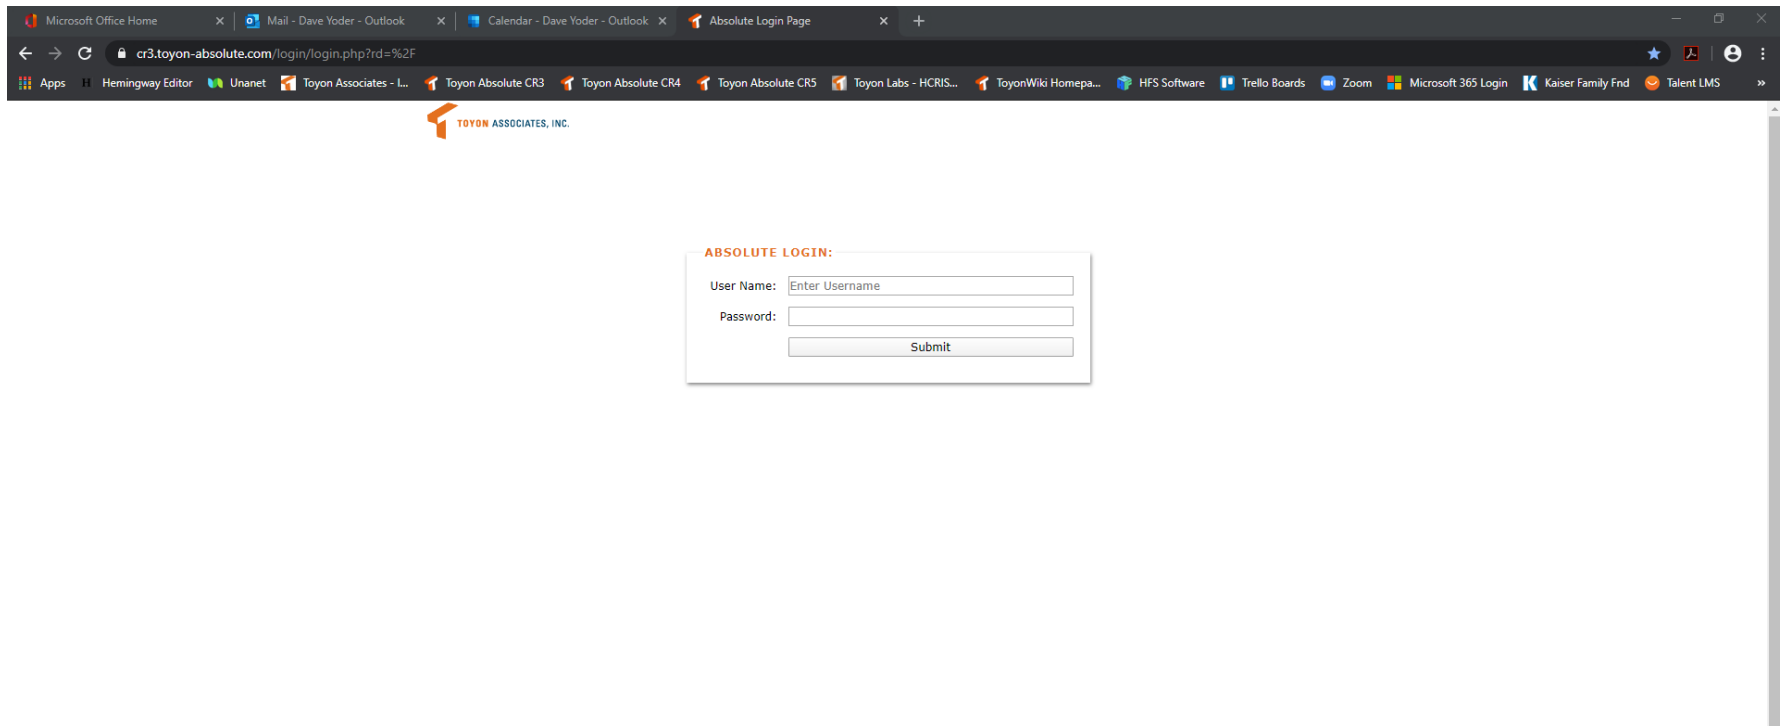 Microsoft Office Home Mail - Dave Yoder - Outlook Calendar - Dave Yoder - Outlook Absolute Login Page
cr3.toyon-absolute.com/login/login.php?rd=%2F
Apps H Hemingway Editor Unanet Toyon Associates - I... Toyon Absolute CR3 Toyon Absolute CR4 Toyon Absolute CR5 Toyon Labs - HCRIS... ToyonWiki Homepa... HFS Software Trello Boards Zoom Microsoft 365 Login Kaiser Family Fnd Talent LMS »
TOYON ASSOCIATES, INC.
ABSOLUTE LOGIN:
User Name: Enter Username
Password:
Submit